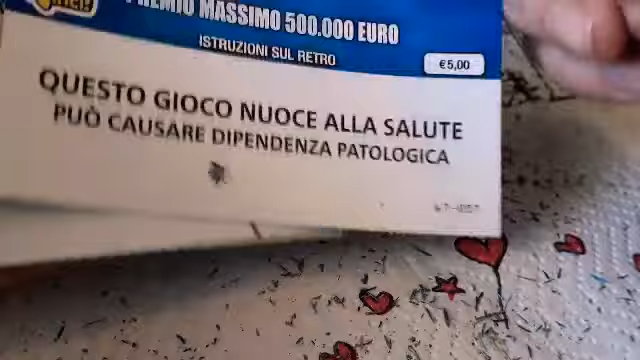 PREMIO MASSIMO 500.000 EURO
ISTRUZIONI SUL RETRO
€5,00
QUESTO GIOCO NUOCE ALLA SALUTE
PUÒ CAUSARE DIPENDENZA PATOLOGICA